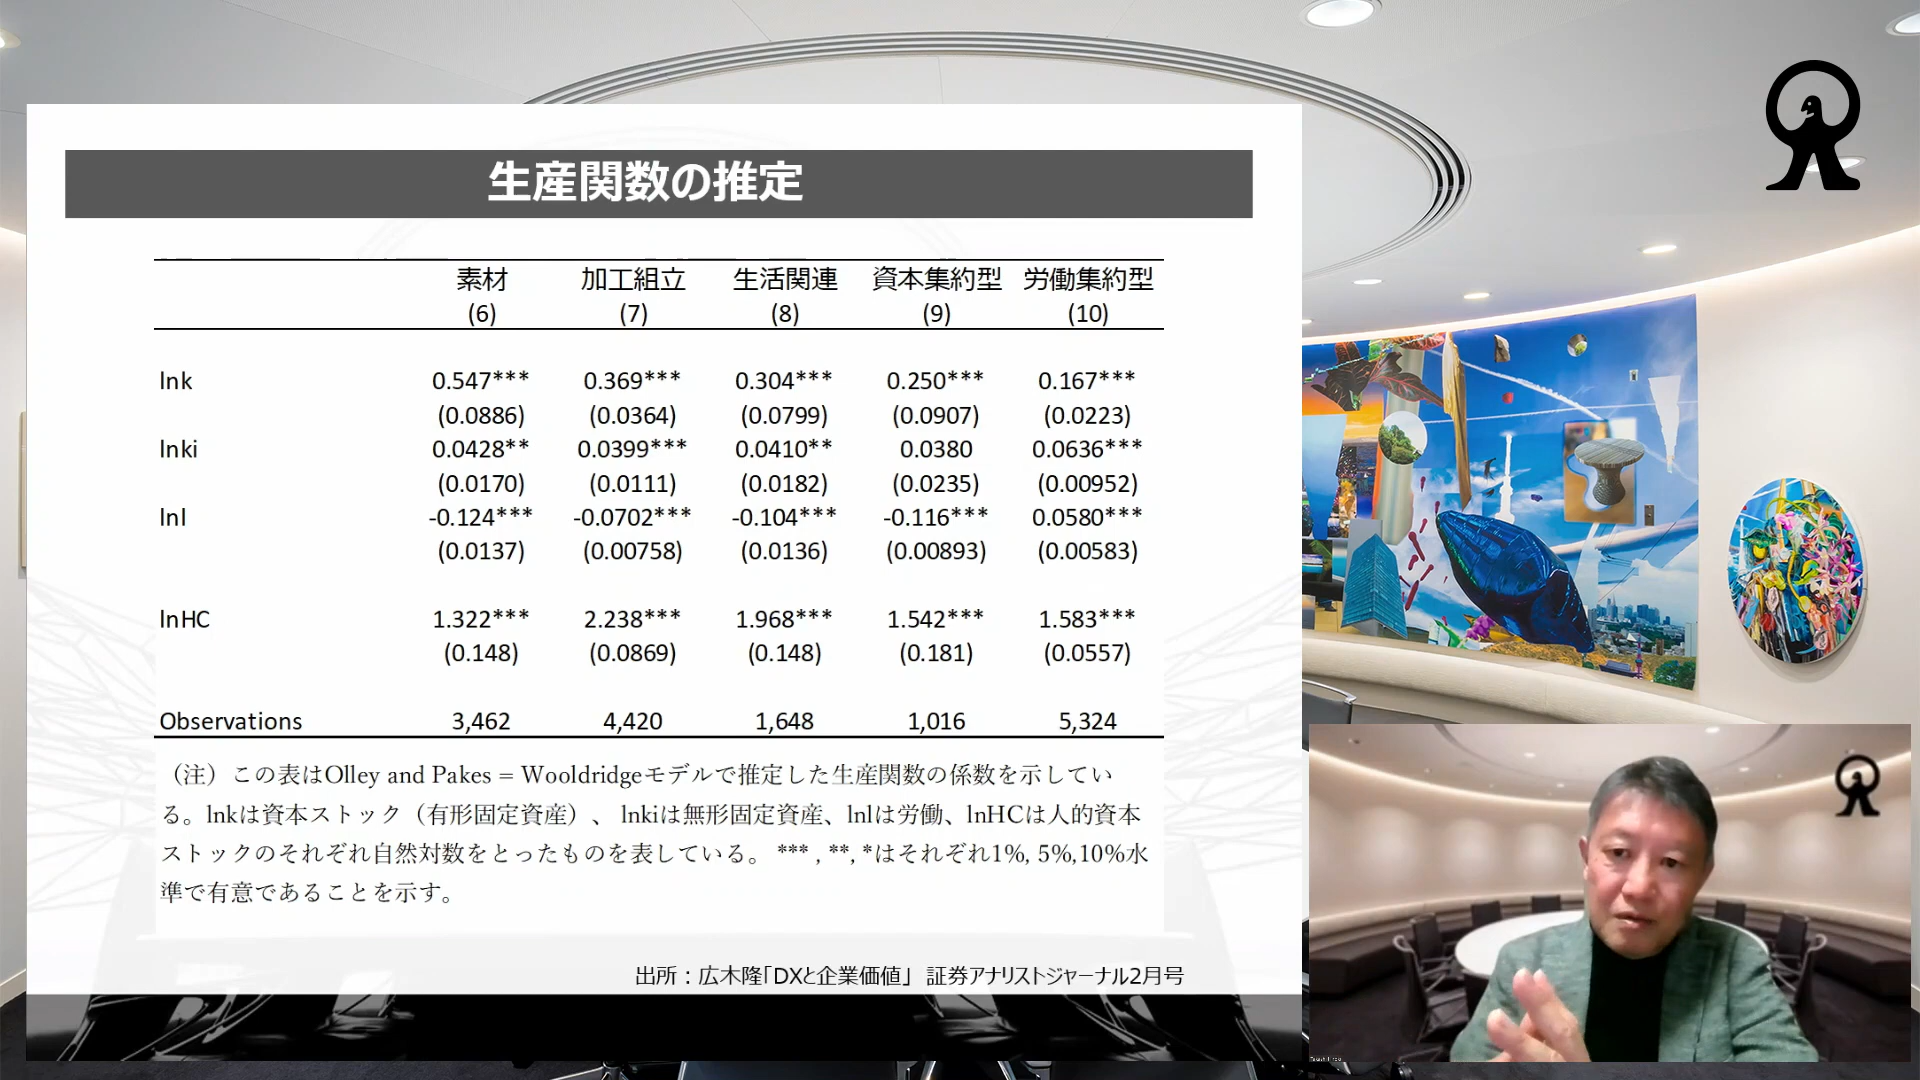 生産関数の推定
素材 加工組立 生活関連 資本集約型 労働集約型
(6) (7) (8) (9) (10)
lnk 0.547*** 0.369*** 0.304*** 0.250*** 0.167***
(0.0886) (0.0364) (0.0799) (0.0907) (0.0223)
lnki 0.0428** 0.0399*** 0.0410** 0.0380 0.0636***
(0.0170) (0.0111) (0.0182) (0.0235) (0.00952)
lnl -0.124*** -0.0702*** -0.104*** -0.116*** 0.0580***
(0.0137) (0.00758) (0.0136) (0.00893) (0.00583)
lnHC 1.322*** 2.238*** 1.968*** 1.542*** 1.583***
(0.148) (0.0869) (0.148) (0.181) (0.0557)
Observations 3,462 4,420 1,648 1,016 5,324
（注）この表はOlley and Pakes = Wooldridgeモデルで推定した生産関数の係数を示してい
る。lnkは資本ストック（有形固定資産）、 lnkiは無形固定資産、lnlは労働、lnHCは人的資本
ストックのそれぞれ自然対数をとったものを表している。 *** , **, *はそれぞれ1%, 5%,10%水
準で有意であることを示す。
出所：広木隆「DXと企業価値」 証券アナリストジャーナル2月号